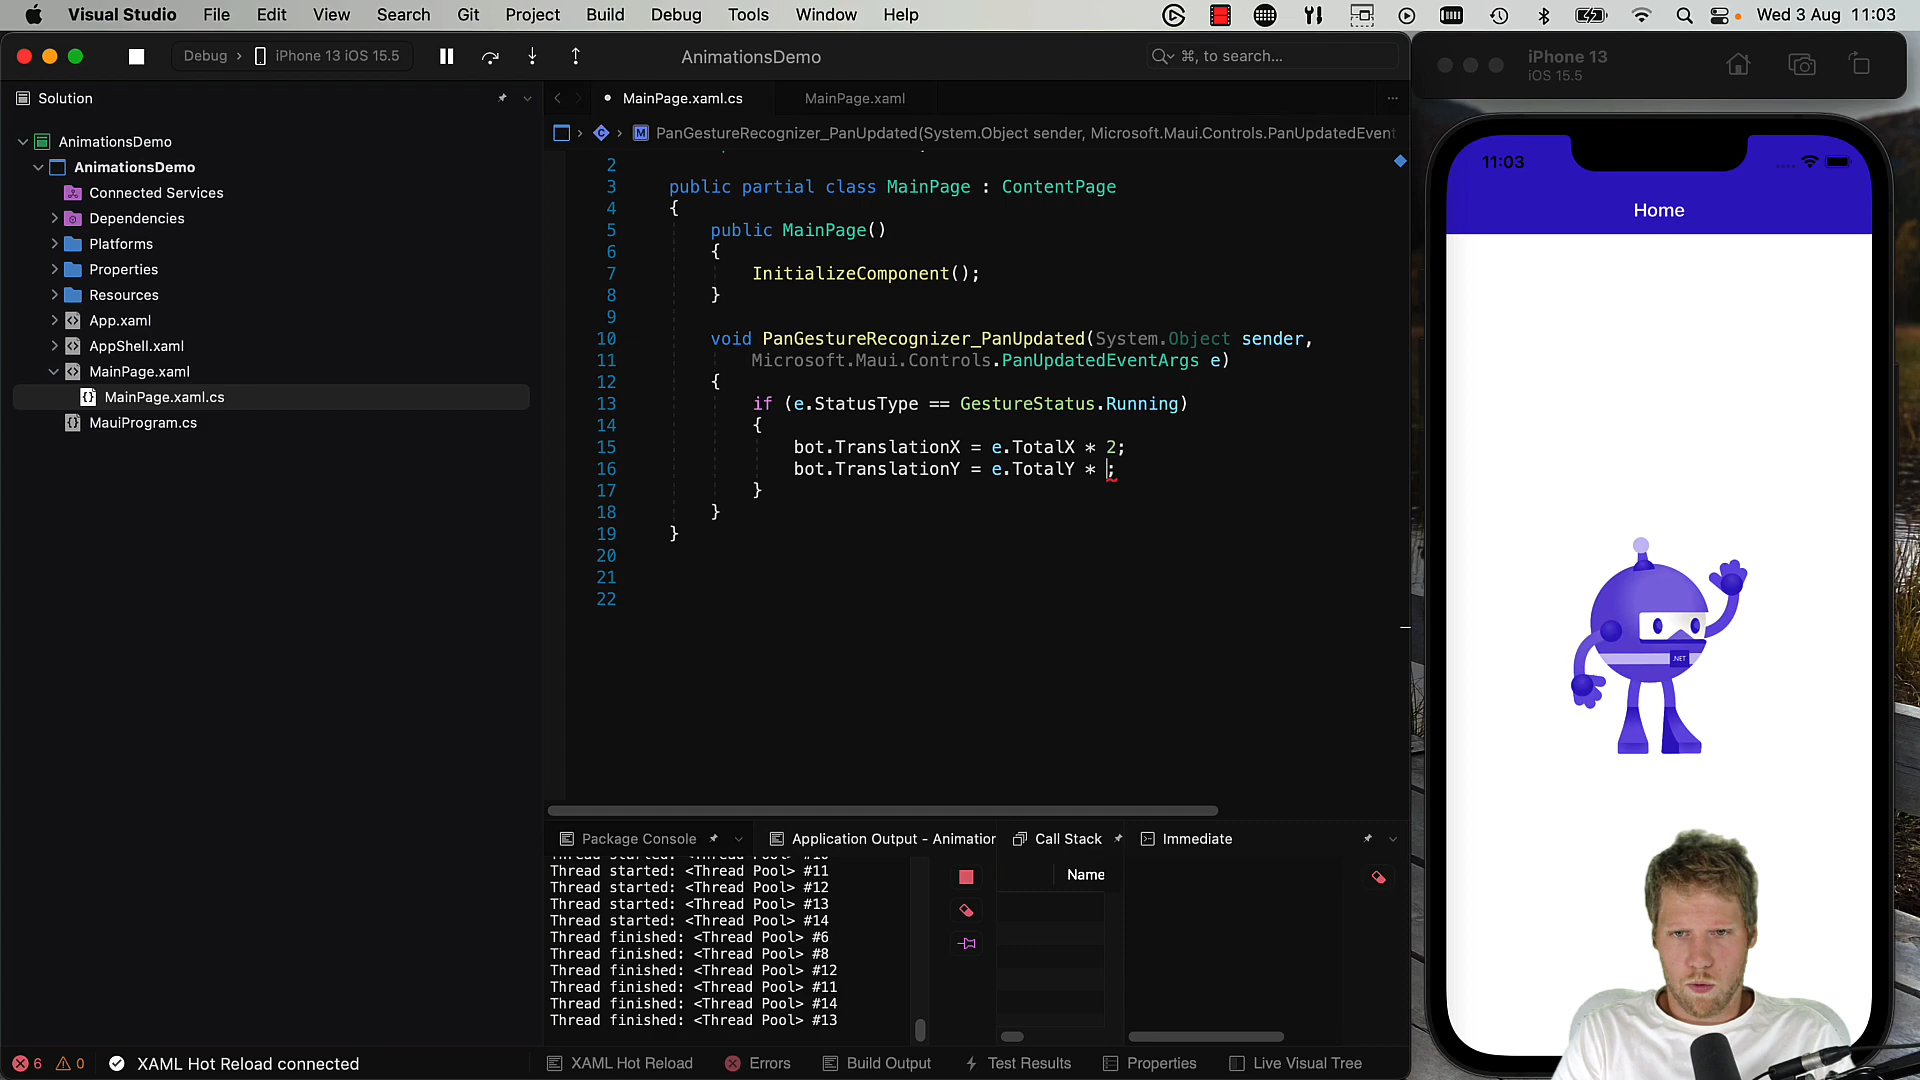 Visual Studio File Edit View Search Git Project Build Debug Tools Window Help Wed 3 Aug 11:03
Debug › iPhone 13 iOS 15.5
AnimationsDemo
⌘, to search...
iPhone 13
iOS 15.5
Solution
AnimationsDemo
AnimationsDemo
Connected Services
Dependencies
Platforms
Properties
Resources
App.xaml
AppShell.xaml
MainPage.xaml
MainPage.xaml.cs
MauiProgram.cs
MainPage.xaml.cs MainPage.xaml
PanGestureRecognizer_PanUpdated(System.Object sender, Microsoft.Maui.Controls.PanUpdatedEvent
2
3 public partial class MainPage : ContentPage
4 {
5 public MainPage()
6 {
7 InitializeComponent();
8 }
9
10 void PanGestureRecognizer_PanUpdated(System.Object sender,
11 Microsoft.Maui.Controls.PanUpdatedEventArgs e)
12 {
13 if (e.StatusType == GestureStatus.Running)
14 {
15 bot.TranslationX = e.TotalX * 2;
16 bot.TranslationY = e.TotalY * ;
17 }
18 }
19 }
20
21
22
11:03
Home
.NET
Package Console
Application Output - Animation
Call Stack
Immediate
Name
Thread started: <Thread Pool> #11
Thread started: <Thread Pool> #12
Thread started: <Thread Pool> #13
Thread started: <Thread Pool> #14
Thread finished: <Thread Pool> #6
Thread finished: <Thread Pool> #8
Thread finished: <Thread Pool> #12
Thread finished: <Thread Pool> #11
Thread finished: <Thread Pool> #14
Thread finished: <Thread Pool> #13
6 0 XAML Hot Reload connected
XAML Hot Reload Errors Build Output Test Results Properties Live Visual Tree